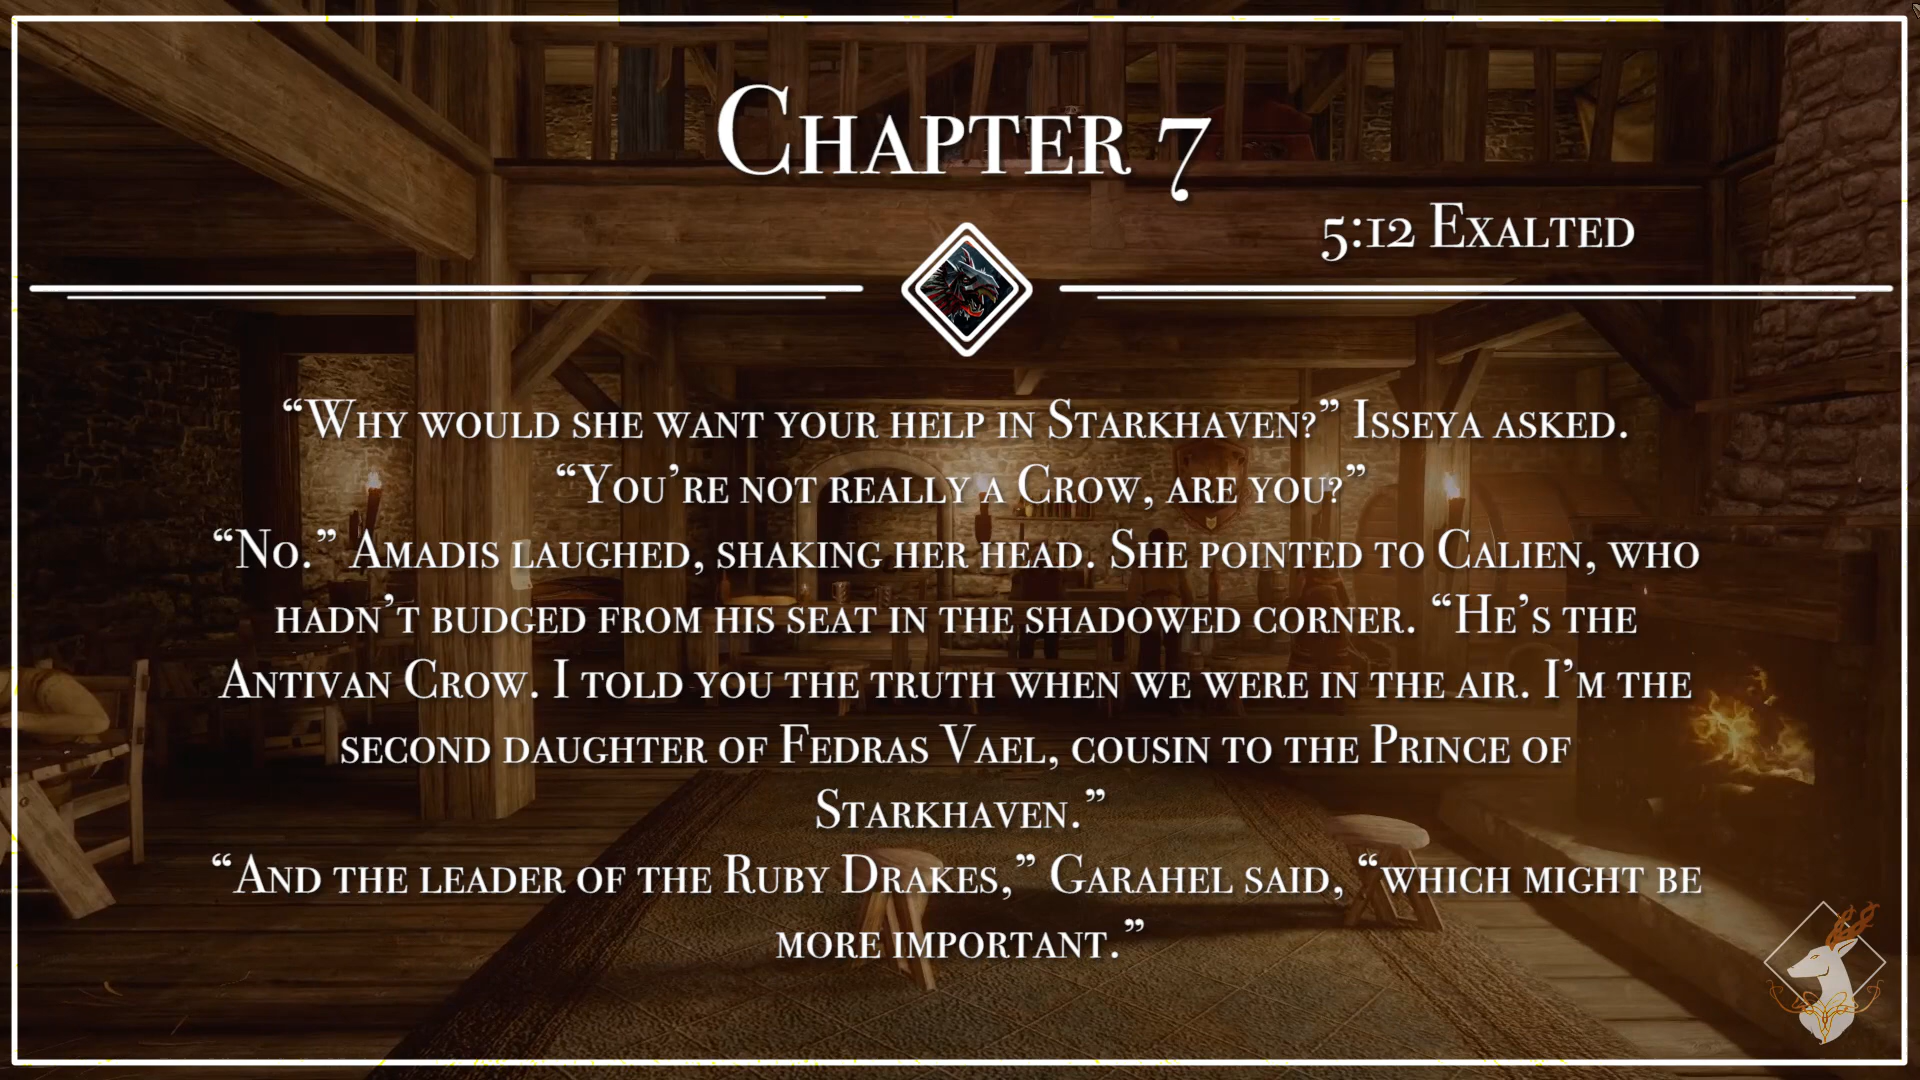 Chapter 7
5:12 Exalted
“Why would she want your help in Starkhaven?” Isseya asked.
“You’re not really a Crow, are you?”
“No.” Amadis laughed, shaking her head. She pointed to Calien, who
hadn’t budged from his seat in the shadowed corner. “He’s the
Antivan Crow. I told you the truth when we were in the air. I’m the
second daughter of Fedras Vael, cousin to the Prince of
Starkhaven.”
“And the leader of the Ruby Drakes,” Garahel said, “which might be
more important.”